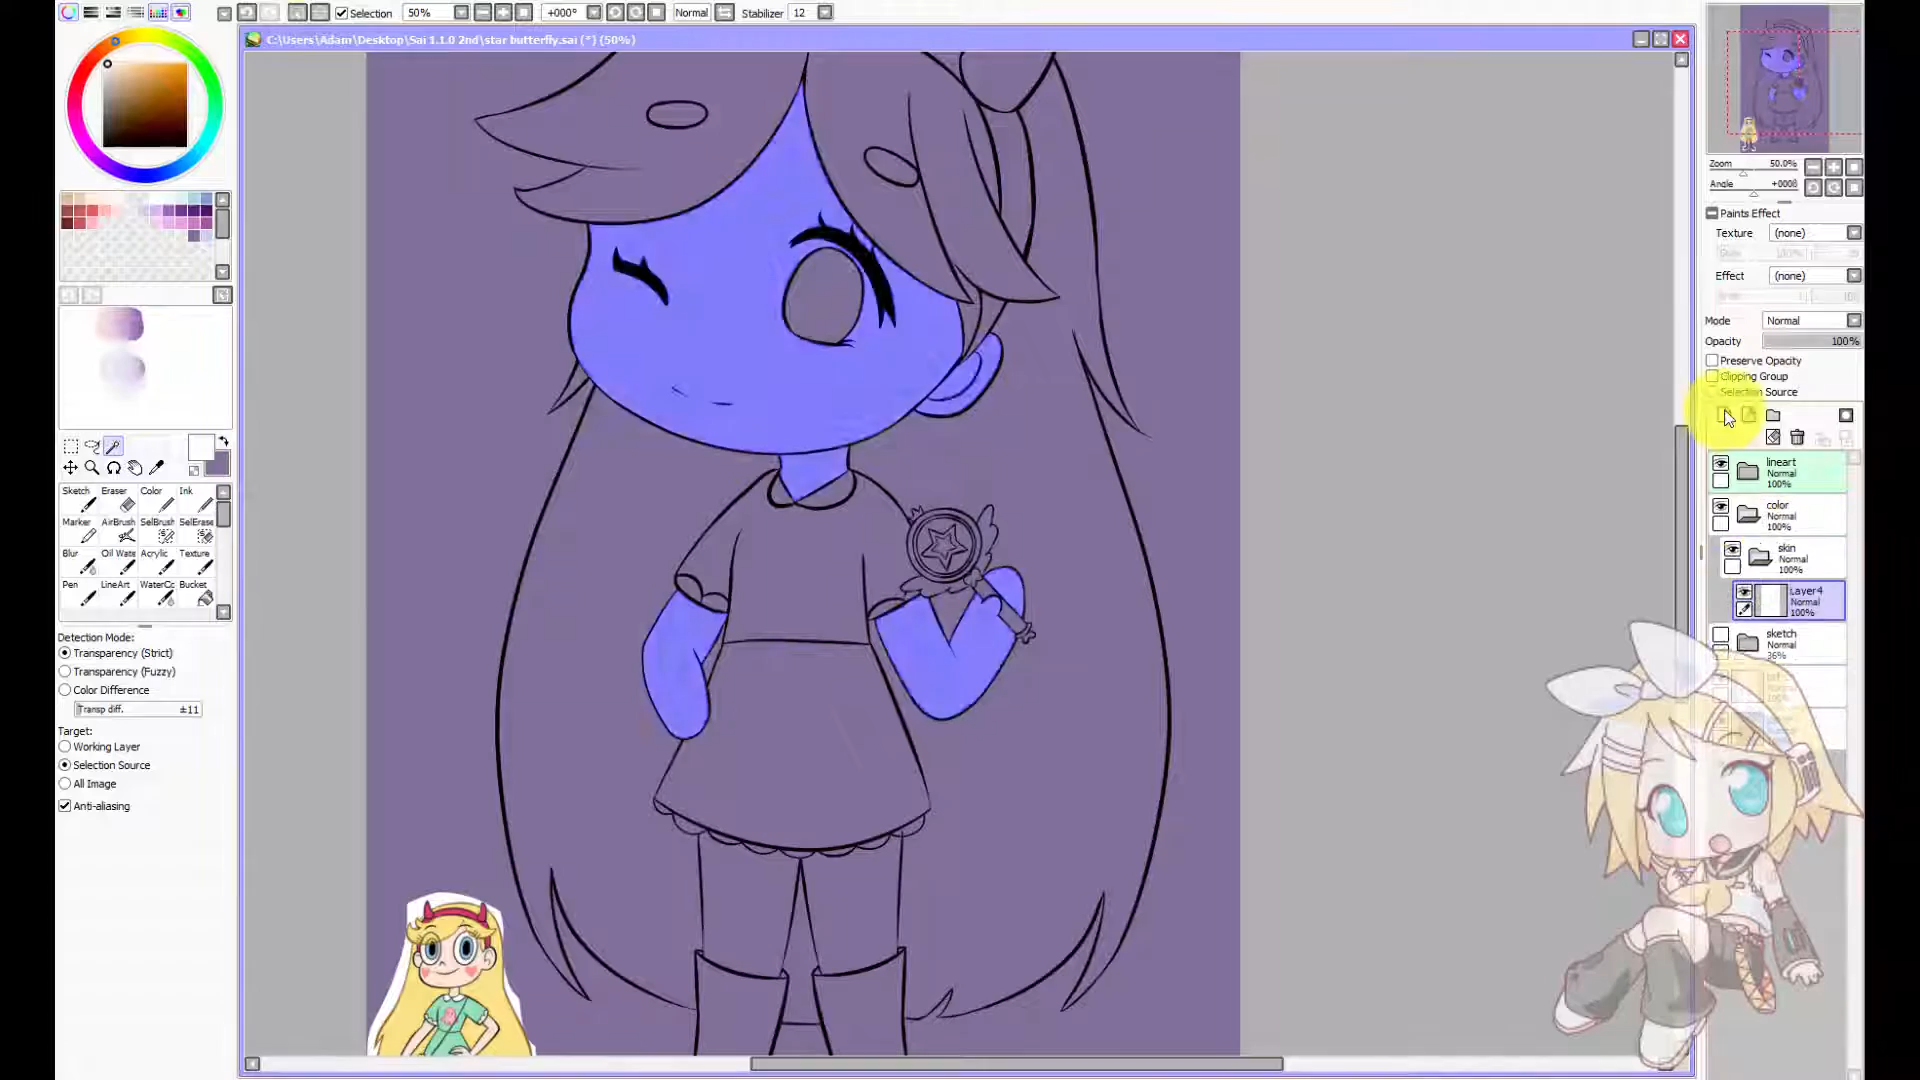 Selection 50% +000° Normal Stabilizer 12
C:\Users\Adam\Desktop\Sai 1.1.0 2nd\star butterfly.sai (*) (50%)
Zoom 50.0%
Angle
Paints Effect
Texture (none)
Effect (none)
Mode Normal
Opacity 100%
Preserve Opacity
Clipping Group
Selection Source
lineart
Normal
100%
color
Normal
100%
skin
Normal
100%
Layer4
Normal
100%
sketch
Normal
36%
Sketch Eraser Color Ink
Marker AirBrush SelBrush SelErase
Blur Oil Wate Acrylic Texture
Pen LineArt WaterCo Bucket
Detection Mode:
Transparency (Strict)
Transparency (Fuzzy)
Color Difference
Transp diff. ±11
Target:
Working Layer
Selection Source
All Image
Anti-aliasing